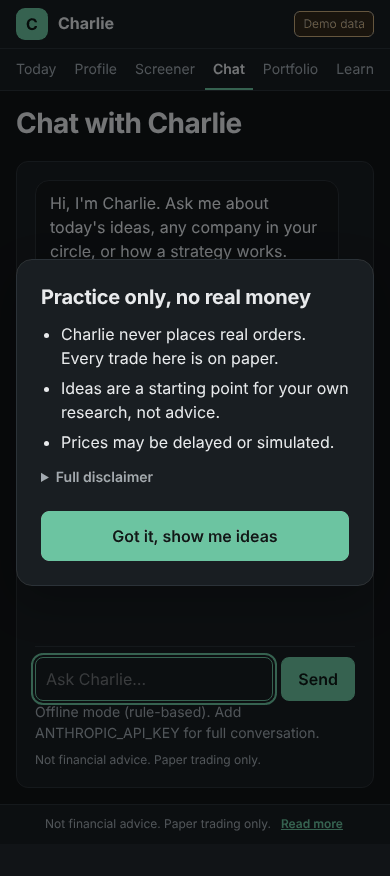 C Charlie Demo data
Today Profile Screener Chat Portfolio Learn
Chat with Charlie
Hi, I'm Charlie. Ask me about
today's ideas, any company in your
circle, or how a strategy works.
Practice only, no real money
• Charlie never places real orders.
Every trade here is on paper.
• Ideas are a starting point for your own
research, not advice.
• Prices may be delayed or simulated.
▶ Full disclaimer
Got it, show me ideas
Ask Charlie... Send
Offline mode (rule-based). Add
ANTHROPIC_API_KEY for full conversation.
Not financial advice. Paper trading only.
Not financial advice. Paper trading only. Read more